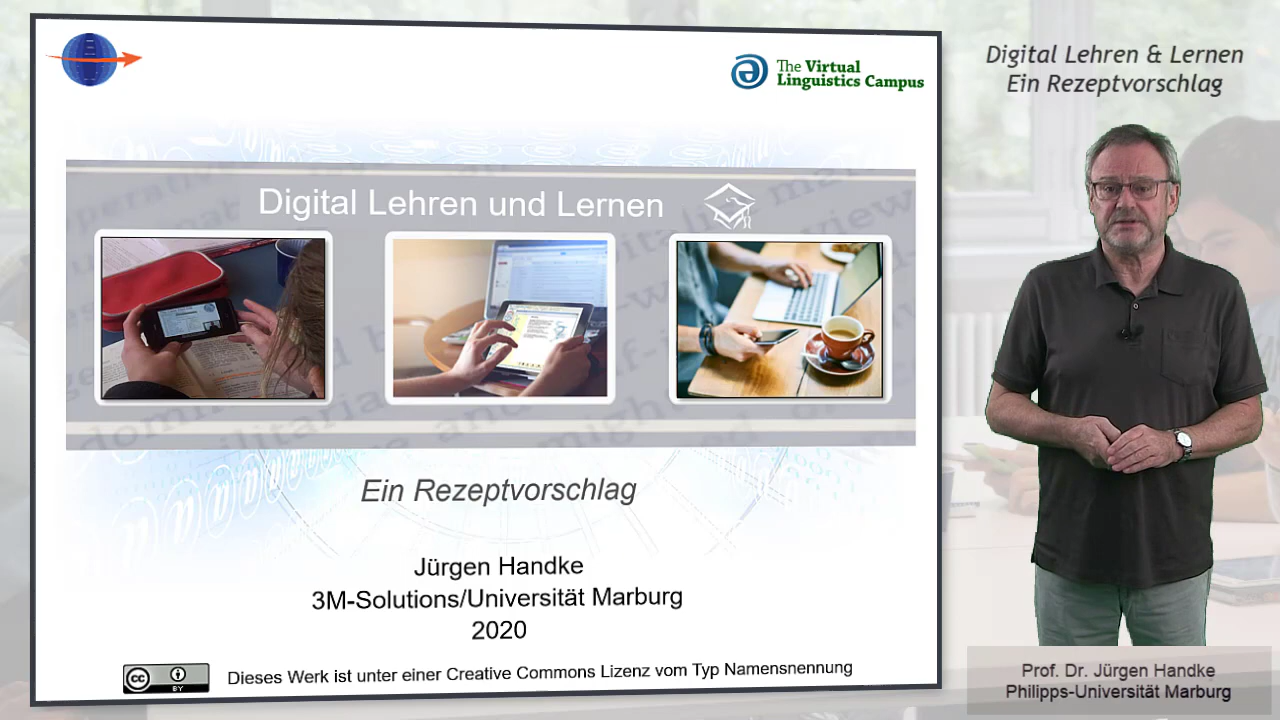 The Virtual
Linguistics Campus
Digital Lehren und Lernen
Ein Rezeptvorschlag
Jürgen Handke
3M-Solutions/Universität Marburg
2020
CC BY
Dieses Werk ist unter einer Creative Commons Lizenz vom Typ Namensnennung
Digital Lehren & Lernen
Ein Rezeptvorschlag
Prof. Dr. Jürgen Handke
Philipps-Universität Marburg